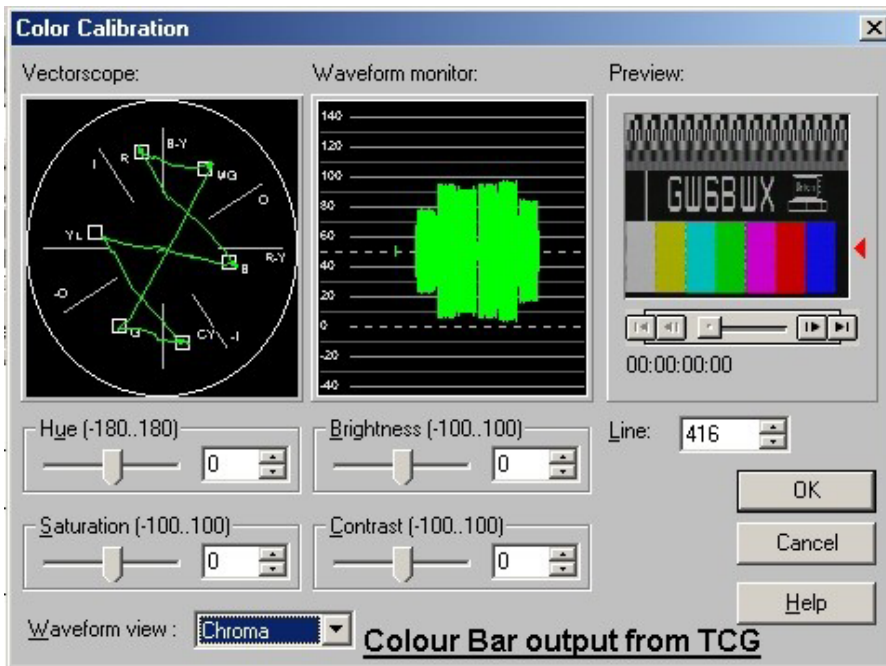 Color Calibration
Vectorscope:
Waveform monitor:
Preview:
R
B-Y
MG
I
O
YL
B
R-Y
-O
G
CY
-I
140
120
100
80
60
50
40
20
0
-20
-40
GW6BWX
00:00:00:00
Hue (-180..180)
0
Brightness (-100..100)
0
Line:
416
Saturation (-100..100)
0
Contrast (-100..100)
0
OK
Cancel
Help
Waveform view :
Chroma
Colour Bar output from TCG